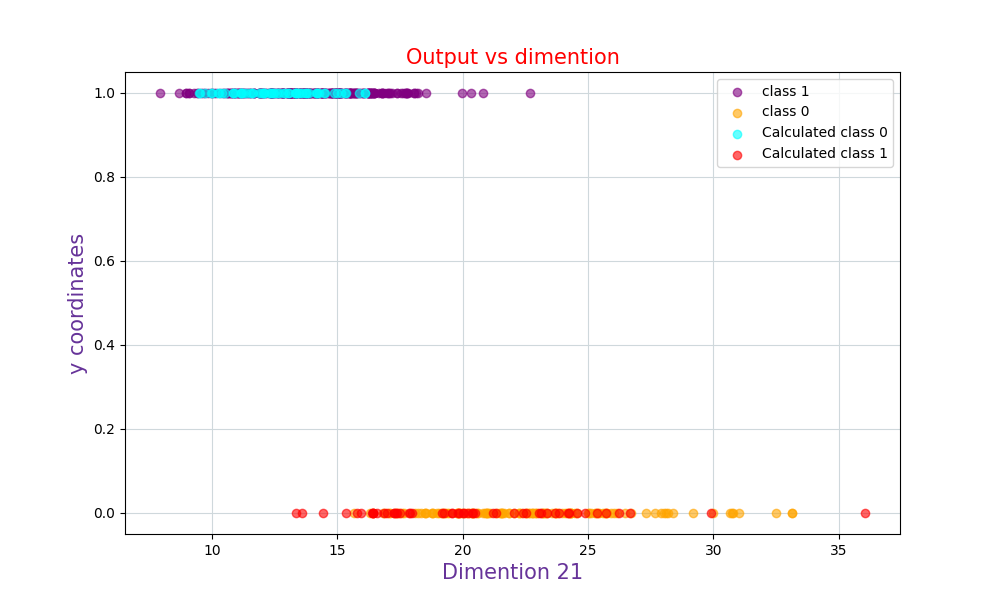 Output vs dimention
class 1
class 0
Calculated class 0
Calculated class 1
y coordinates
1.0
0.8
0.6
0.4
0.2
0.0
10 15 20 25 30 35
Dimention 21